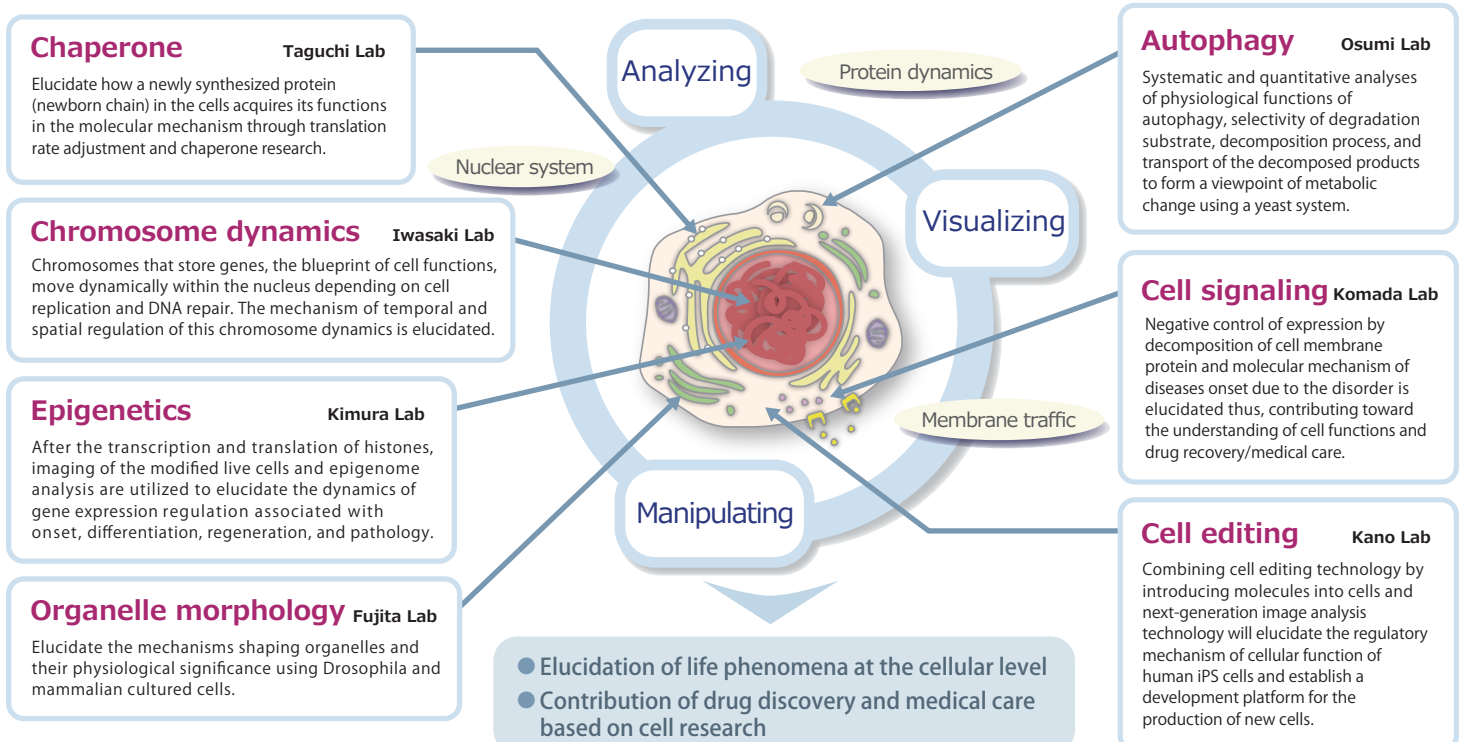 Chaperone
Taguchi Lab
Elucidate how a newly synthesized protein
(newborn chain) in the cells acquires its functions
in the molecular mechanism through translation
rate adjustment and chaperone research.
Chromosome dynamics
Iwasaki Lab
Chromosomes that store genes, the blueprint of cell functions,
move dynamically within the nucleus depending on cell
replication and DNA repair. The mechanism of temporal and
spatial regulation of this chromosome dynamics is elucidated.
Epigenetics
Kimura Lab
After the transcription and translation of histones,
imaging of the modified live cells and epigenome
analysis are utilized to elucidate the dynamics of
gene expression regulation associated with
onset, differentiation, regeneration, and pathology.
Organelle morphology
Fujita Lab
Elucidate the mechanisms shaping organelles and
their physiological significance using Drosophila and
mammalian cultured cells.
Analyzing
Protein dynamics
Nuclear system
Visualizing
Membrane traffic
Manipulating
● Elucidation of life phenomena at the cellular level
● Contribution of drug discovery and medical care
based on cell research
Autophagy
Osumi Lab
Systematic and quantitative analyses
of physiological functions of
autophagy, selectivity of degradation
substrate, decomposition process, and
transport of the decomposed products
to form a viewpoint of metabolic
change using a yeast system.
Cell signaling
Komada Lab
Negative control of expression by
decomposition of cell membrane
protein and molecular mechanism of
diseases onset due to the disorder is
elucidated thus, contributing toward
the understanding of cell functions and
drug recovery/medical care.
Cell editing
Kano Lab
Combining cell editing technology by
introducing molecules into cells and
next-generation image analysis
technology will elucidate the regulatory
mechanism of cellular function of
human iPS cells and establish a
development platform for the
production of new cells.